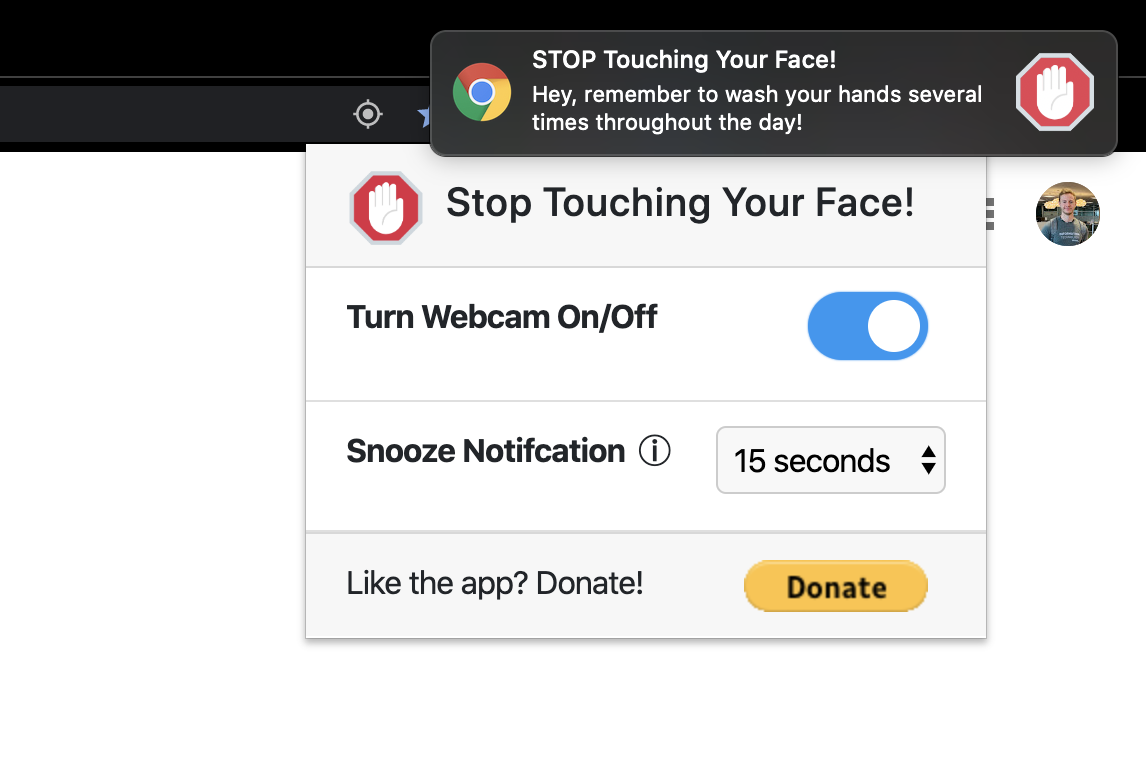 STOP Touching Your Face!
Hey, remember to wash your hands several
times throughout the day!
Stop Touching Your Face!
Turn Webcam On/Off
Snooze Notifcation
15 seconds
Like the app? Donate!
Donate